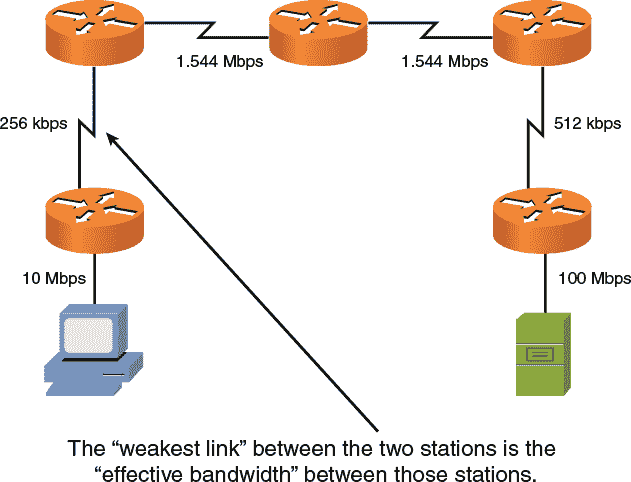 1.544 Mbps
1.544 Mbps
256 kbps
512 kbps
10 Mbps
100 Mbps
The “weakest link” between the two stations is the
“effective bandwidth” between those stations.